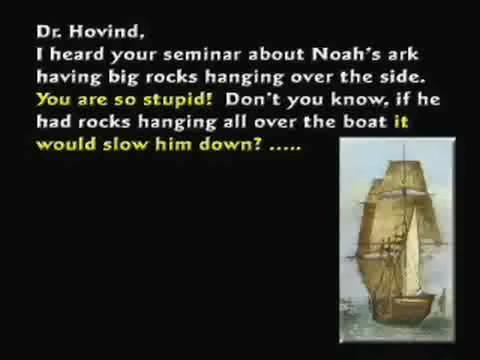 Dr. Hovind,
I heard your seminar about Noah's ark
having big rocks hanging over the side.
You are so stupid! Don't you know, if he
had rocks hanging all over the boat it
would slow him down? .....